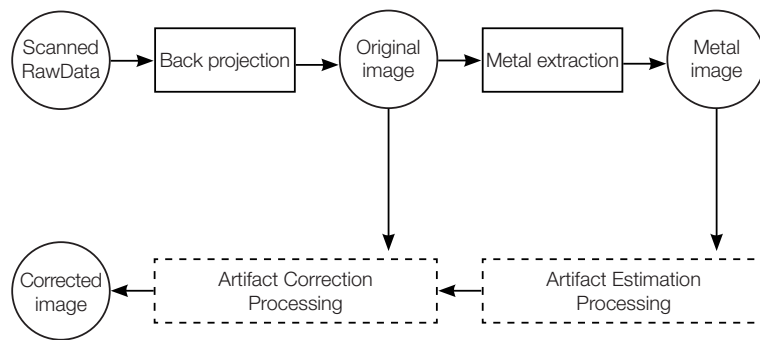 Scanned
RawData
Back projection
Original
image
Metal extraction
Metal
image
Corrected
image
Artifact Correction
Processing
Artifact Estimation
Processing